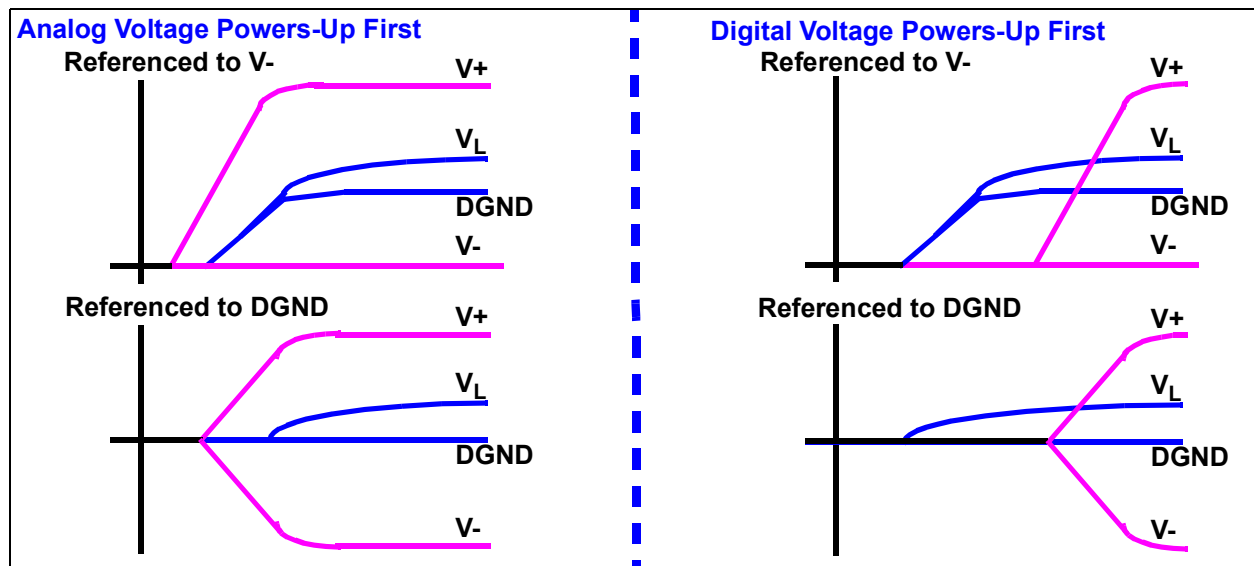 Analog Voltage Powers-Up First
Referenced to V-
V+
VL
DGND
V-
Referenced to DGND
V+
VL
DGND
V-
Digital Voltage Powers-Up First
Referenced to V-
V+
VL
DGND
V-
Referenced to DGND
V+
VL
DGND
V-